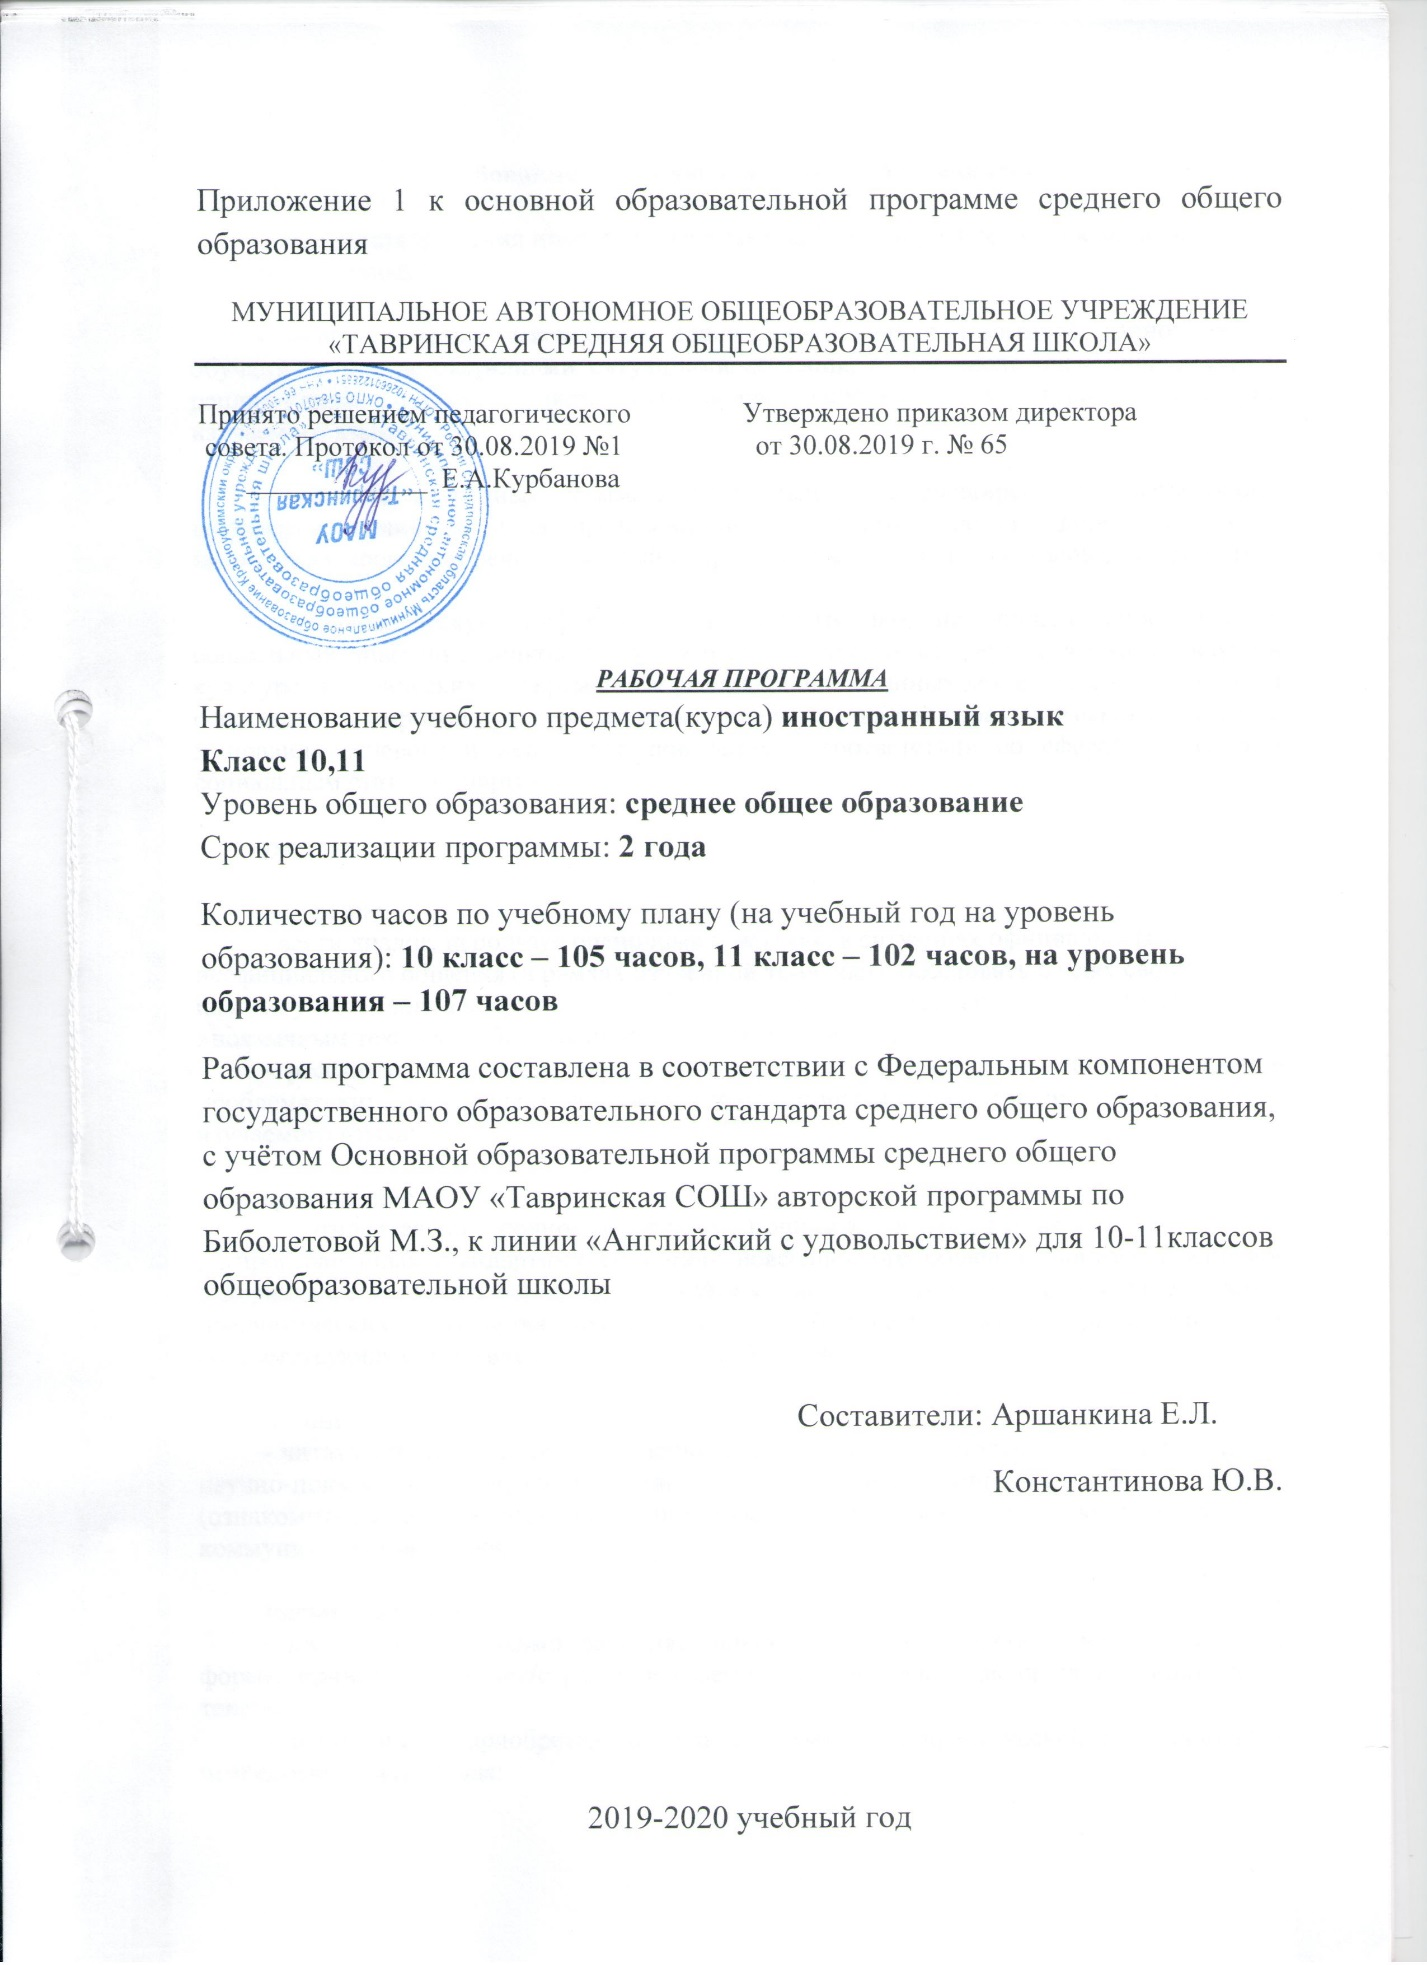 Приложение 1 к основной образовательной программе среднего общего
образования
МУНИЦИПАЛЬНОЕ АВТОНОМНОЕ ОБЩЕОБРАЗОВАТЕЛЬНОЕ УЧРЕЖДЕНИЕ
«ТАВРИНСКАЯ СРЕДНЯЯ ОБЩЕОБРАЗОВАТЕЛЬНАЯ ШКОЛА»
Принято решением педагогического
совета. Протокол от 30.08.2019 №1
Е.А.Курбанова
Утверждено приказом директора
от 30.08.2019 г. № 65
МАОУ
«Тавринская
СОШ»
РАБОЧАЯ ПРОГРАММА
Наименование учебного предмета(курса) иностранный язык
Класс 10,11
Уровень общего образования: среднее общее образование
Срок реализации программы: 2 года
Количество часов по учебному плану (на учебный год на уровень
образования): 10 класс – 105 часов, 11 класс – 102 часов, на уровень
образования – 107 часов
Рабочая программа составлена в соответствии с Федеральным компонентом
государственного образовательного стандарта среднего общего образования,
с учётом Основной образовательной программы среднего общего
образования МАОУ «Тавринская СОШ» авторской программы по
Биболетовой М.З., к линии «Английский с удовольствием» для 10-11классов
общеобразовательной школы
Составители: Аршанкина Е.Л.
Константинова Ю.В.
2019-2020 учебный год